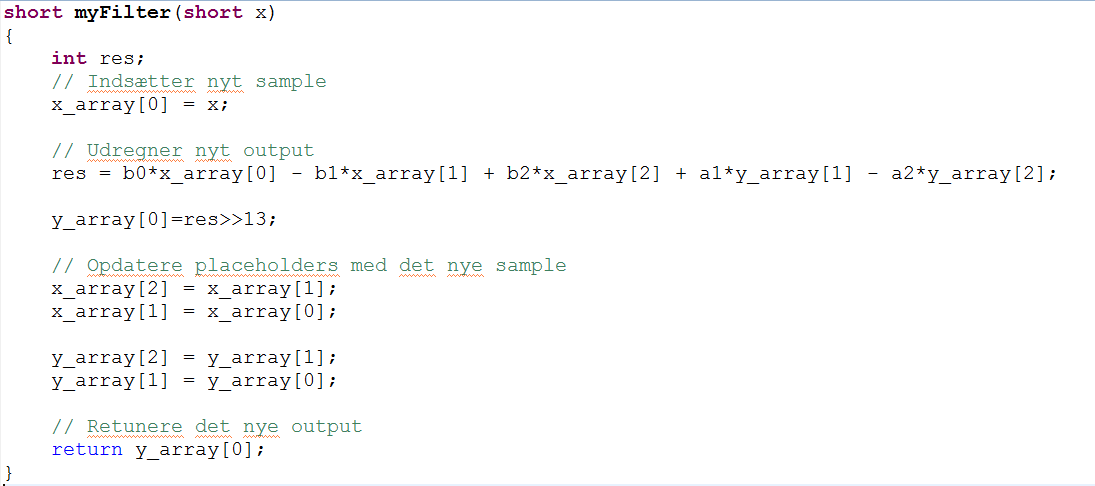 short myFilter(short x)
{
    int res;
    // Indsætter nyt sample
    x_array[0] = x;

    // Udregner nyt output
    res = b0*x_array[0] - b1*x_array[1] + b2*x_array[2] + a1*y_array[1] - a2*y_array[2];

    y_array[0]=res>>13;

    // Opdatere placeholders med det nye sample
    x_array[2] = x_array[1];
    x_array[1] = x_array[0];

    y_array[2] = y_array[1];
    y_array[1] = y_array[0];

    // Retunere det nye output
    return y_array[0];
}